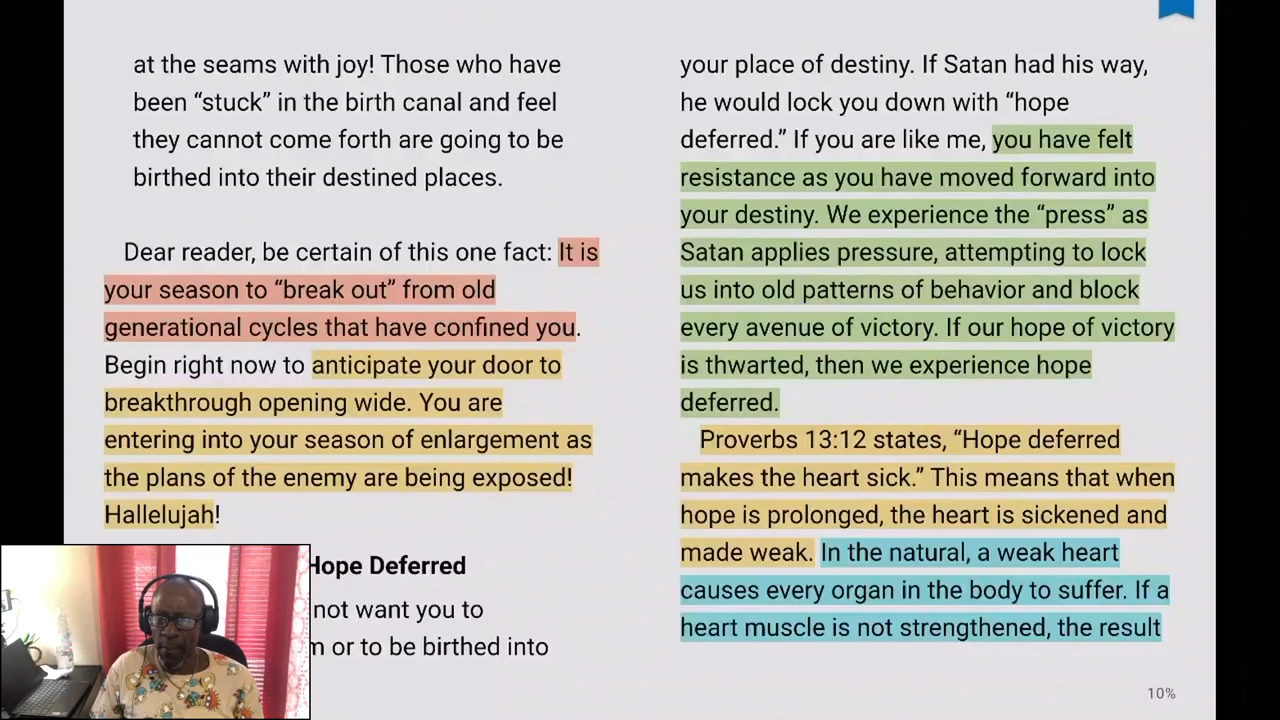 at the seams with joy! Those who have
been “stuck” in the birth canal and feel
they cannot come forth are going to be
birthed into their destined places.
Dear reader, be certain of this one fact: It is
your season to “break out” from old
generational cycles that have confined you.
Begin right now to anticipate your door to
breakthrough opening wide. You are
entering into your season of enlargement as
the plans of the enemy are being exposed!
Hallelujah!
Hope Deferred
not want you to
or to be birthed into
your place of destiny. If Satan had his way,
he would lock you down with “hope
deferred.” If you are like me, you have felt
resistance as you have moved forward into
your destiny. We experience the “press” as
Satan applies pressure, attempting to lock
us into old patterns of behavior and block
every avenue of victory. If our hope of victory
is thwarted, then we experience hope
deferred.
Proverbs 13:12 states, “Hope deferred
makes the heart sick.” This means that when
hope is prolonged, the heart is sickened and
made weak. In the natural, a weak heart
causes every organ in the body to suffer. If a
heart muscle is not strengthened, the result
10%